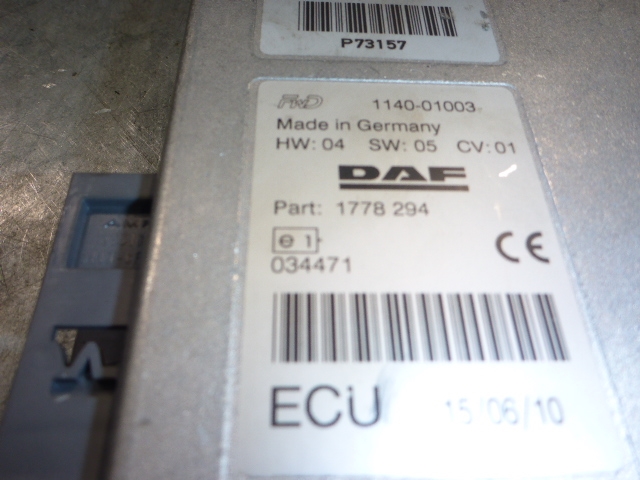 P73157
1140-01003
Made in Germany
HW: 04 SW: 05 CV: 01
DAF
Part: 1778 294
e 1
CE
034471
ECU 15/06/10